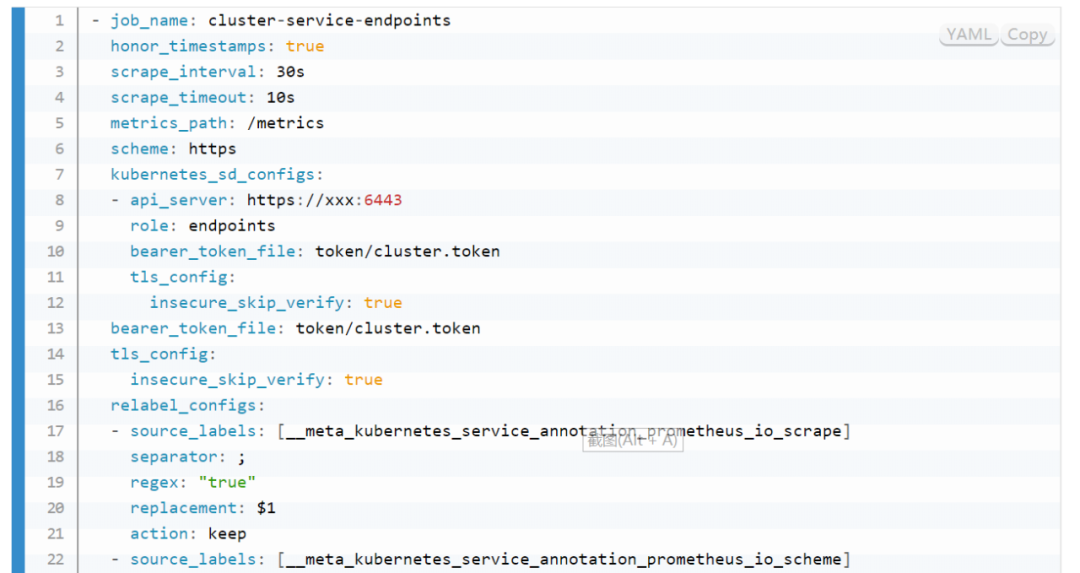 YAML Copy
1 - job_name: cluster-service-endpoints
2 honor_timestamps: true
3 scrape_interval: 30s
4 scrape_timeout: 10s
5 metrics_path: /metrics
6 scheme: https
7 kubernetes_sd_configs:
8 - api_server: https://xxx:6443
9 role: endpoints
10 bearer_token_file: token/cluster.token
11 tls_config:
12 insecure_skip_verify: true
13 bearer_token_file: token/cluster.token
14 tls_config:
15 insecure_skip_verify: true
16 relabel_configs:
17 - source_labels: [__meta_kubernetes_service_annotation_prometheus_io_scrape]
截图(Alt + A)
18 separator: ;
19 regex: "true"
20 replacement: $1
21 action: keep
22 - source_labels: [__meta_kubernetes_service_annotation_prometheus_io_scheme]